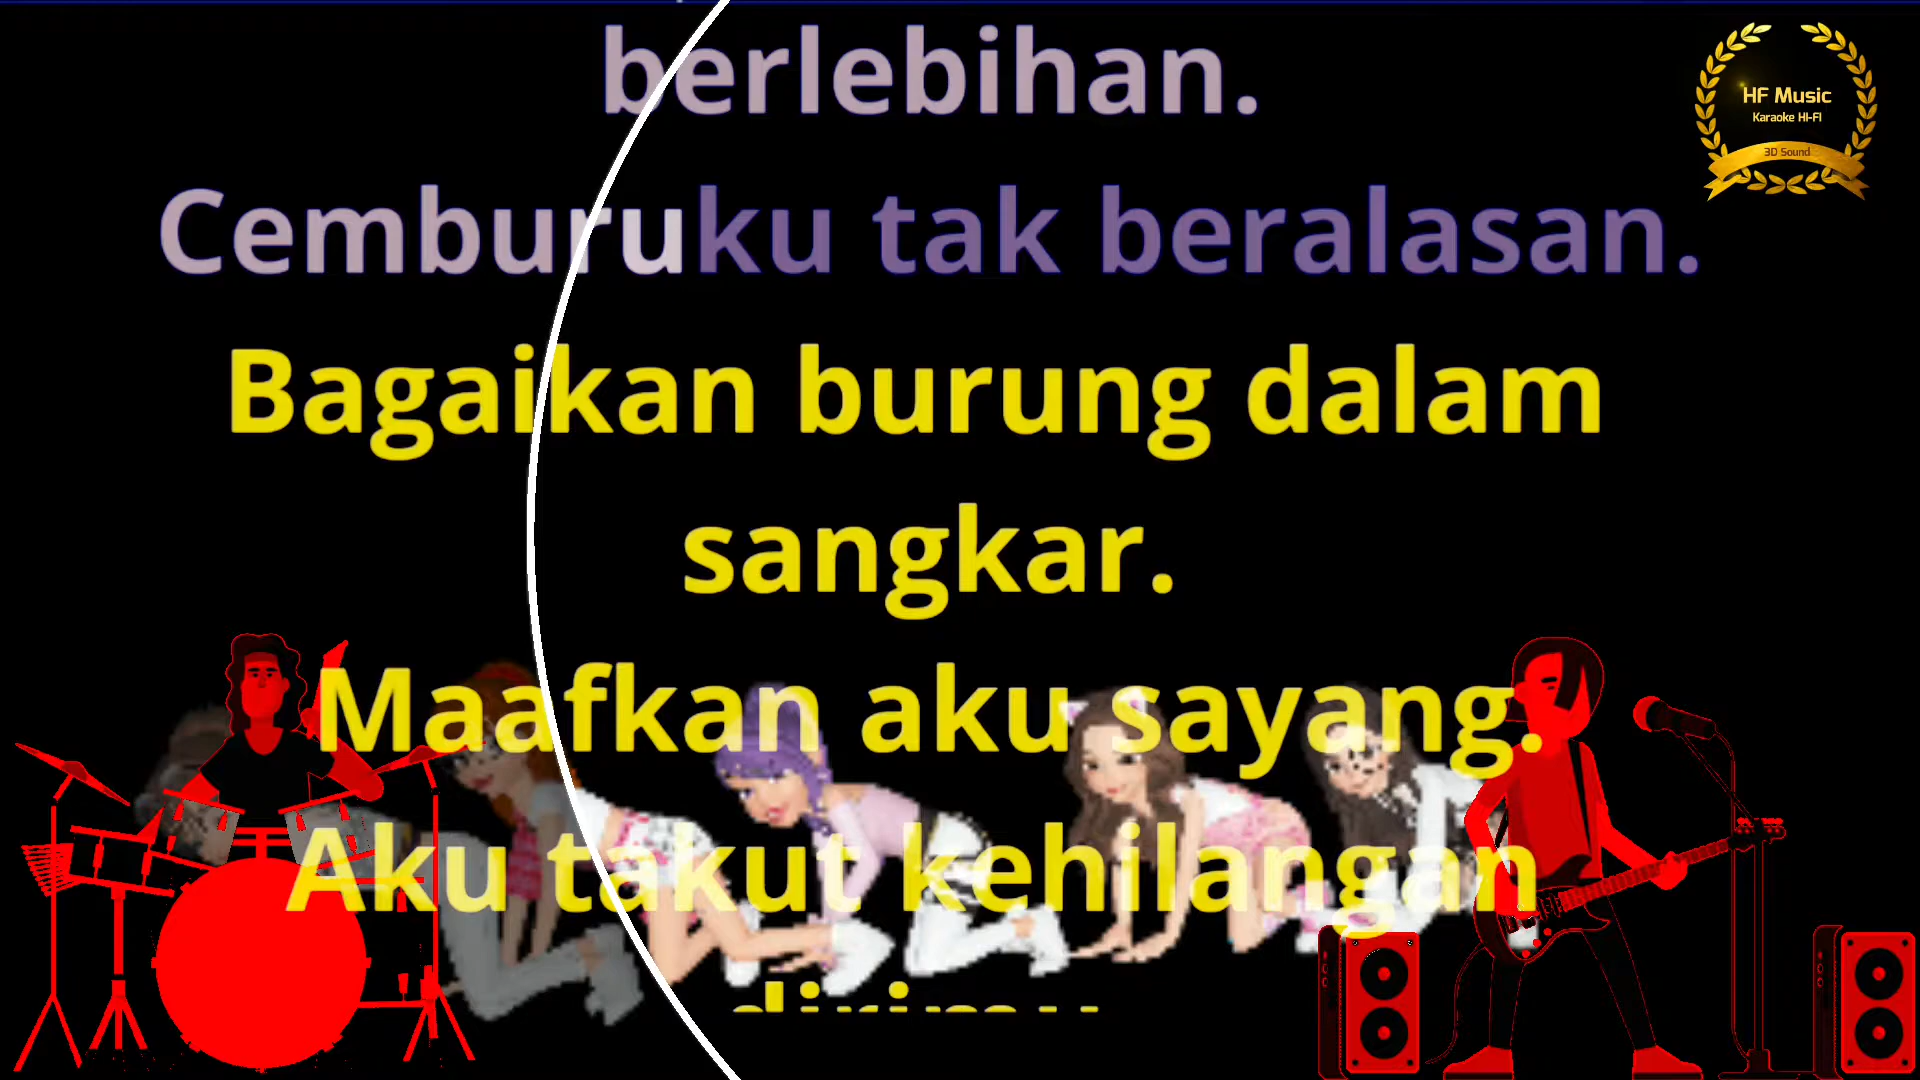 berlebihan.
Cemburuku tak beralasan.
Bagaikan burung dalam
sangkar.
Maafkan aku sayang.
Aku takut kehilangan
HF Music
Karaoke HI-FI
3D Sound